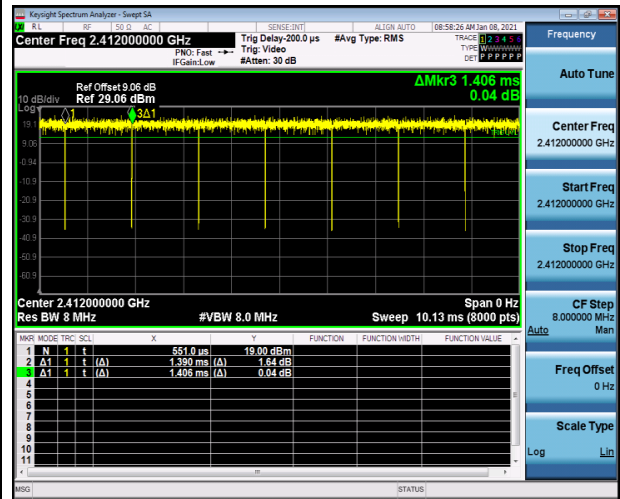 Keysight Spectrum Analyzer - Swept SA
RL RF 50 Ω AC SENSE:INT ALIGN AUTO 08:58:26 AM Jan 08, 2021
Center Freq 2.412000000 GHz
PNO: Fast
IFGain:Low
Trig Delay-200.0 µs
Trig: Video
#Atten: 30 dB
#Avg Type: RMS
TRACE 1 2 3 4 5 6
TYPE WWWWWW
DET P P P P P P
Ref Offset 9.06 dB
10 dB/div Ref 29.06 dBm
ΔMkr3 1.406 ms
0.04 dB
Log
1
3Δ1
19.1
9.06
-0.94
-10.9
-20.9
-30.9
-40.9
-50.9
-60.9
Center 2.412000000 GHz Span 0 Hz
Res BW 8 MHz #VBW 8.0 MHz Sweep 10.13 ms (8000 pts)
MKR MODE TRC SCL X Y FUNCTION FUNCTION WIDTH FUNCTION VALUE
1 N 1 t 551.0 µs 19.00 dBm
2 Δ1 1 t (Δ) 1.390 ms (Δ) 1.64 dB
3 Δ1 1 t (Δ) 1.406 ms (Δ) 0.04 dB
4
5
6
7
8
9
10
11
MSG STATUS
Frequency
Auto Tune
Center Freq
2.412000000 GHz
Start Freq
2.412000000 GHz
Stop Freq
2.412000000 GHz
CF Step
8.000000 MHz
Auto Man
Freq Offset
0 Hz
Scale Type
Log Lin